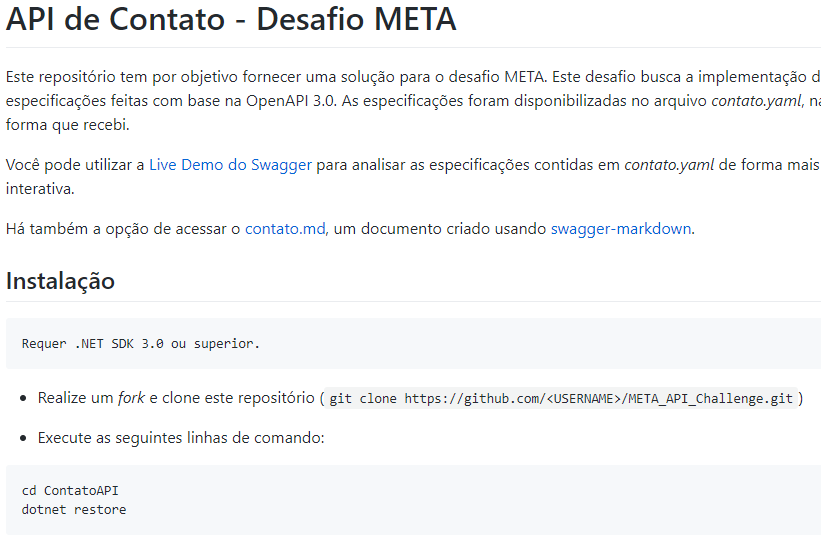 API de Contato - Desafio META
Este repositório tem por objetivo fornecer uma solução para o desafio META. Este desafio busca a implementação d
especificações feitas com base na OpenAPI 3.0. As especificações foram disponibilizadas no arquivo contato.yaml, na
forma que recebi.
Você pode utilizar a Live Demo do Swagger para analisar as especificações contidas em contato.yaml de forma mais
interativa.
Há também a opção de acessar o contato.md, um documento criado usando swagger-markdown.
Instalação
Requer .NET SDK 3.0 ou superior.
• Realize um fork e clone este repositório ( git clone https://github.com/<USERNAME>/META_API_Challenge.git )
• Execute as seguintes linhas de comando:
cd ContatoAPI
dotnet restore